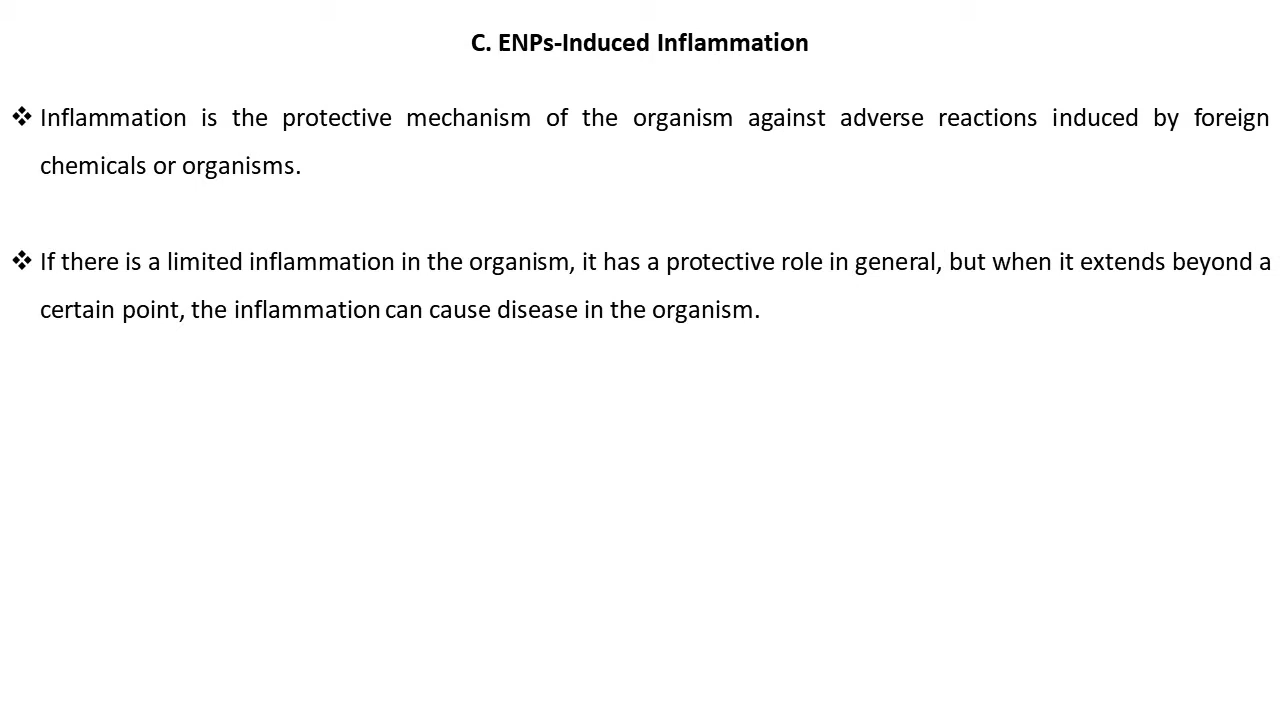 C. ENPs-Induced Inflammation
❖ Inflammation is the protective mechanism of the organism against adverse reactions induced by foreign
chemicals or organisms.
❖ If there is a limited inflammation in the organism, it has a protective role in general, but when it extends beyond a
certain point, the inflammation can cause disease in the organism.